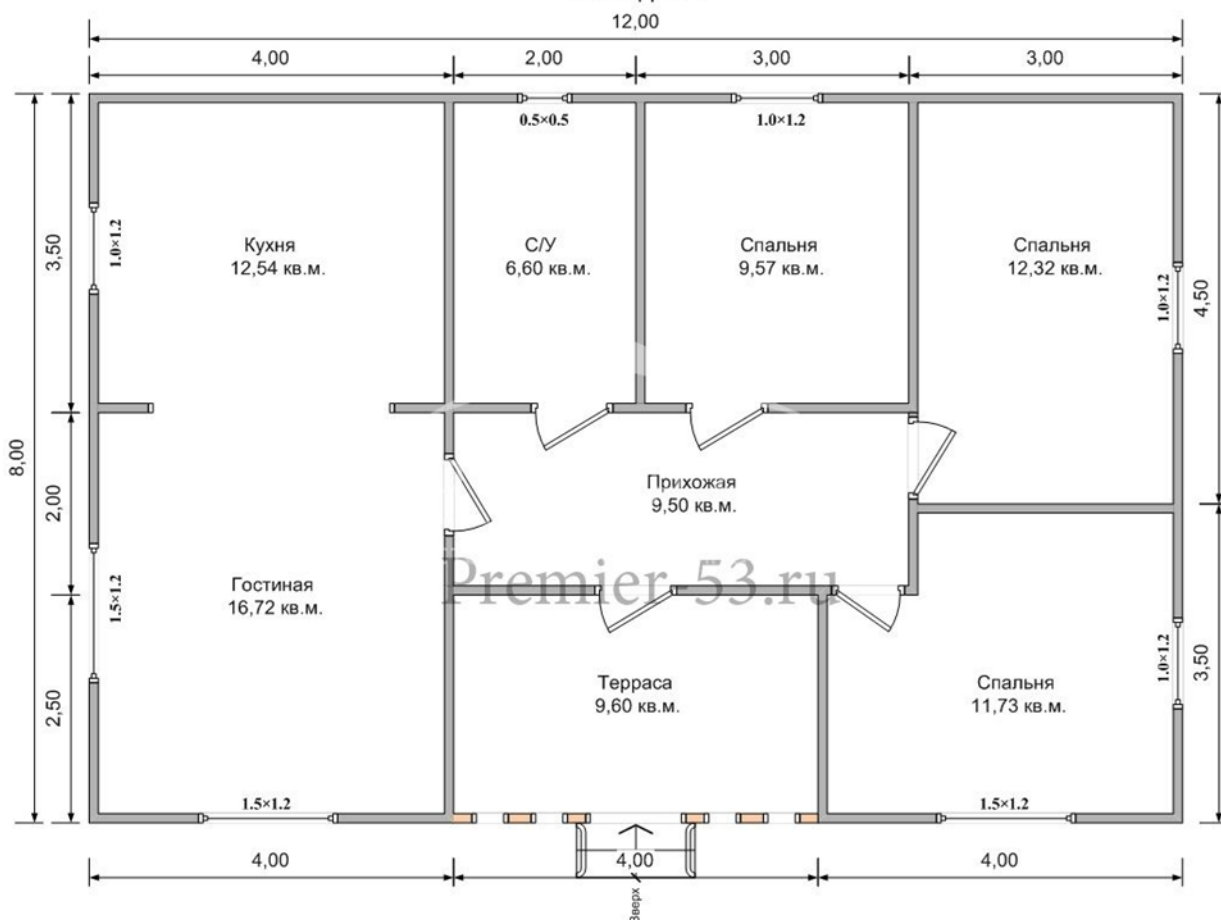 12,00
4,00
2,00
3,00
3,00
0.5×0.5
1.0×1.2
Кухня
12,54 кв.м.
С/У
6,60 кв.м.
Спальня
9,57 кв.м.
Спальня
12,32 кв.м.
1.0×1.2
3,50
1.0×1.2
4,50
8,00
2,00
Прихожая
9,50 кв.м.
Premier-53.ru
Гостиная
16,72 кв.м.
1.5×1.2
2,50
Терраса
9,60 кв.м.
Спальня
11,73 кв.м.
1.0×1.2
3,50
1.5×1.2
1.5×1.2
4,00
4,00
4,00
Вверх